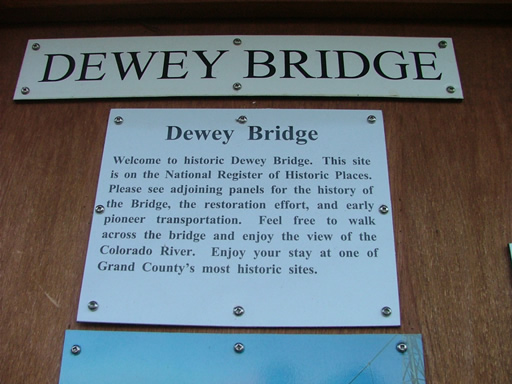 DEWEY BRIDGE
Dewey Bridge
Welcome to historic Dewey Bridge. This site
is on the National Register of Historic Places.
Please see adjoining panels for the history of
the Bridge, the restoration effort, and early
pioneer transportation. Feel free to walk
across the bridge and enjoy the view of the
Colorado River. Enjoy your stay at one of
Grand County's most historic sites.